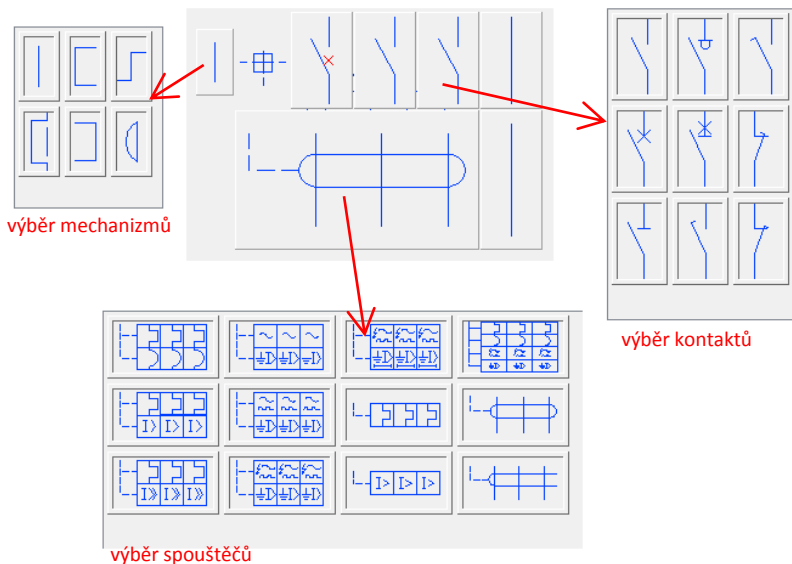 výběr mechanizmů
výběr kontaktů
I> I> I>
I» I» I»
I> I> I>
výběr spouštěčů